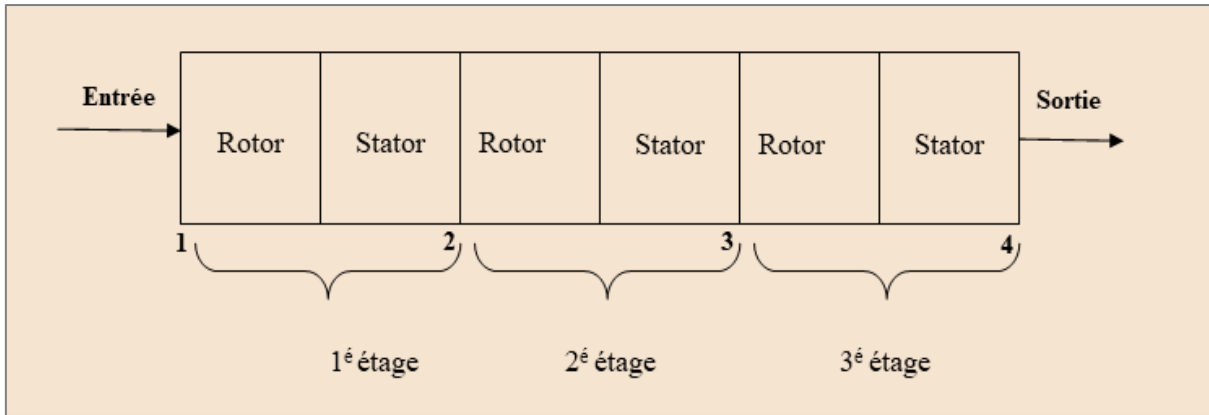 Entrée
Sortie
Rotor Stator Rotor Stator Rotor Stator
1 2 3 4
1é étage 2é étage 3é étage